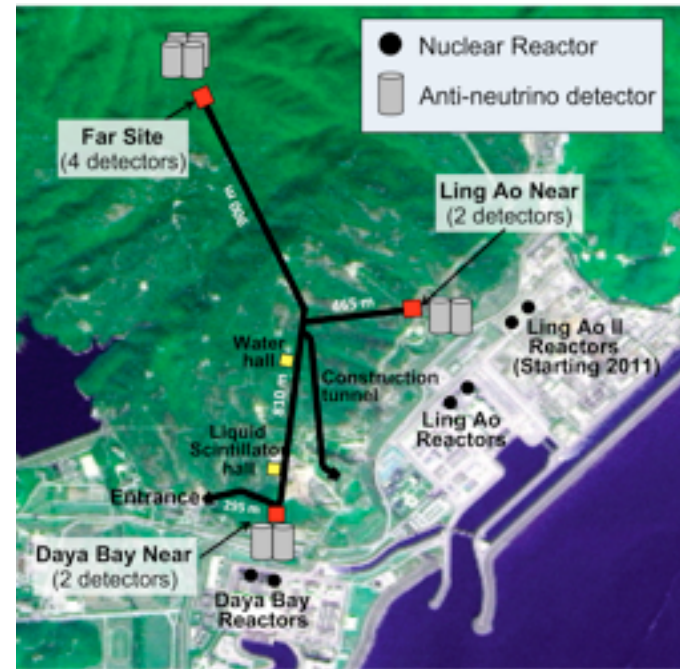 Nuclear Reactor
Anti-neutrino detector
Far Site
(4 detectors)
900 m
Ling Ao Near
(2 detectors)
465 m
Ling Ao II
Reactors
(Starting 2011)
Water
hall
810 m
Construction
tunnel
Ling Ao
Reactors
Liquid
Scintillator
hall
Entrance
295 m
Daya Bay Near
(2 detectors)
Daya Bay
Reactors